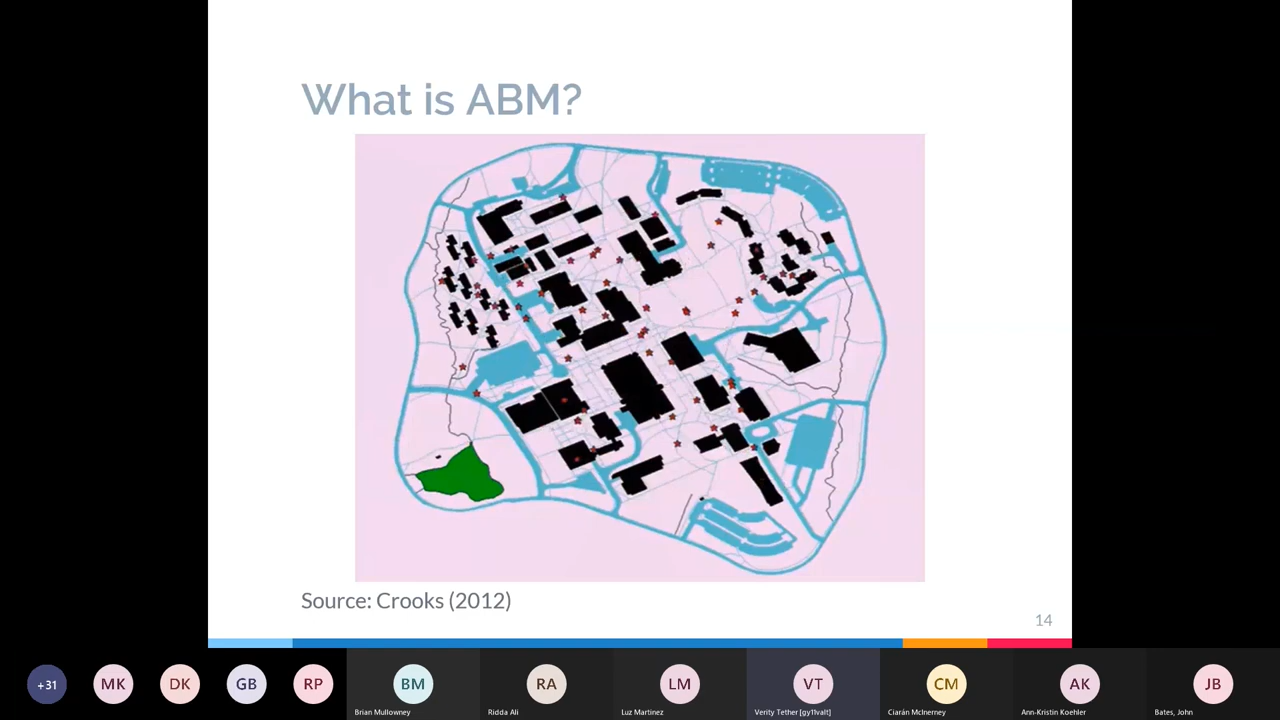 What is ABM?
Source: Crooks (2012)
14
+31
MK
DK
GB
RP
BM
RA
LM
VT
CM
AK
JB
Brian Mullowney
Ridda Ali
Luz Martinez
Verity Tether [gy11valt]
Ciarán McInerney
Ann-Kristin Koehler
Bates, John